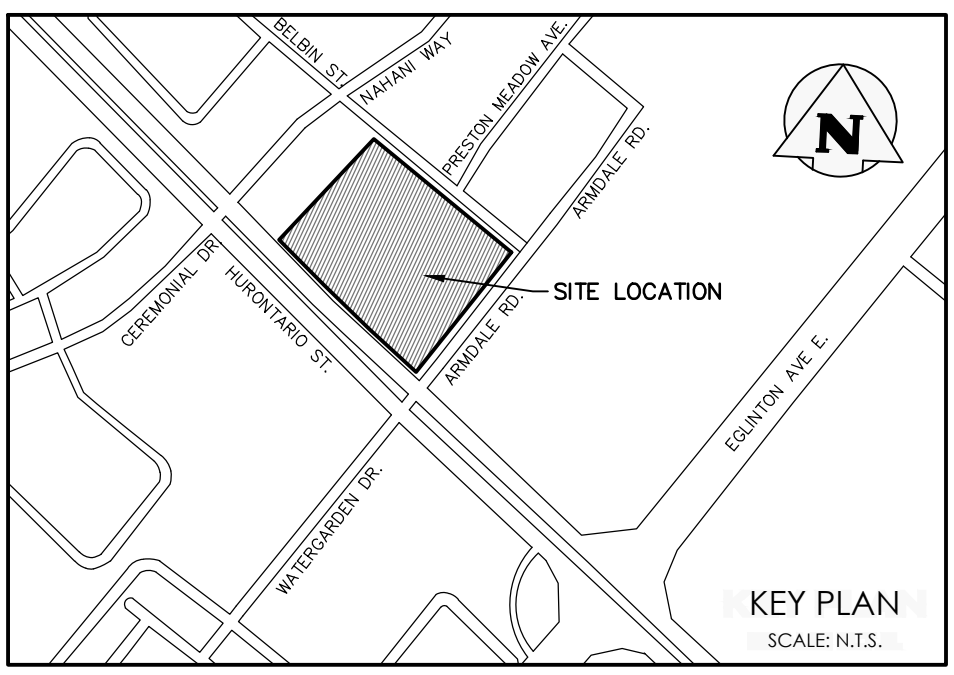 BELBIN ST.
NAHANI WAY
PRESTON MEADOW AVE.
ARMDALE RD.
N
CEREMONIAL DR
HURONTARIO ST.
SITE LOCATION
ARMDALE RD.
EGLINTON AVE E.
WATERGARDEN DR.
KEY PLAN
SCALE: N.T.S.